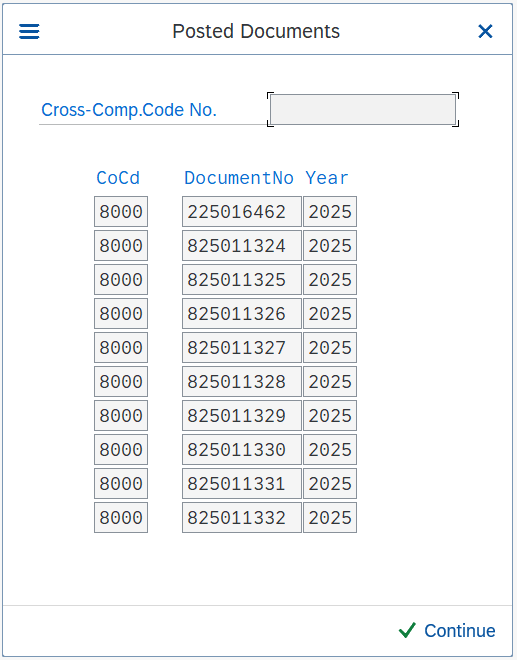 Posted Documents
Cross-Comp.Code No.
CoCd DocumentNo Year
8000 225016462 2025
8000 825011324 2025
8000 825011325 2025
8000 825011326 2025
8000 825011327 2025
8000 825011328 2025
8000 825011329 2025
8000 825011330 2025
8000 825011331 2025
8000 825011332 2025
Continue